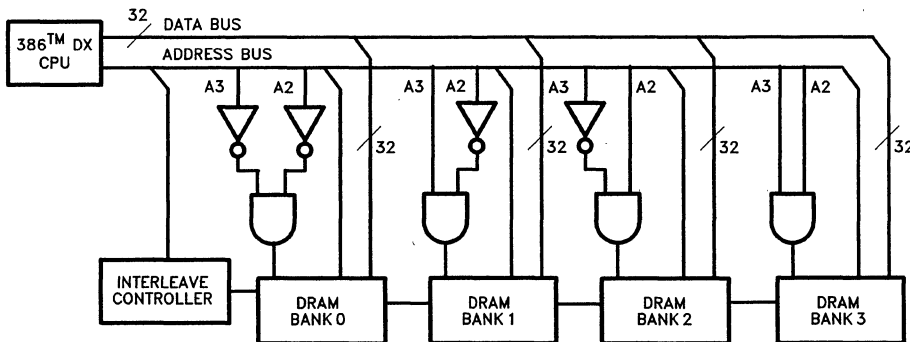 32
DATA BUS
386™ DX
CPU
ADDRESS BUS
A3 A2 A3 A2 A3 A2 A3 A2
32 32 32 32
INTERLEAVE
CONTROLLER
DRAM
BANK 0
DRAM
BANK 1
DRAM
BANK 2
DRAM
BANK 3